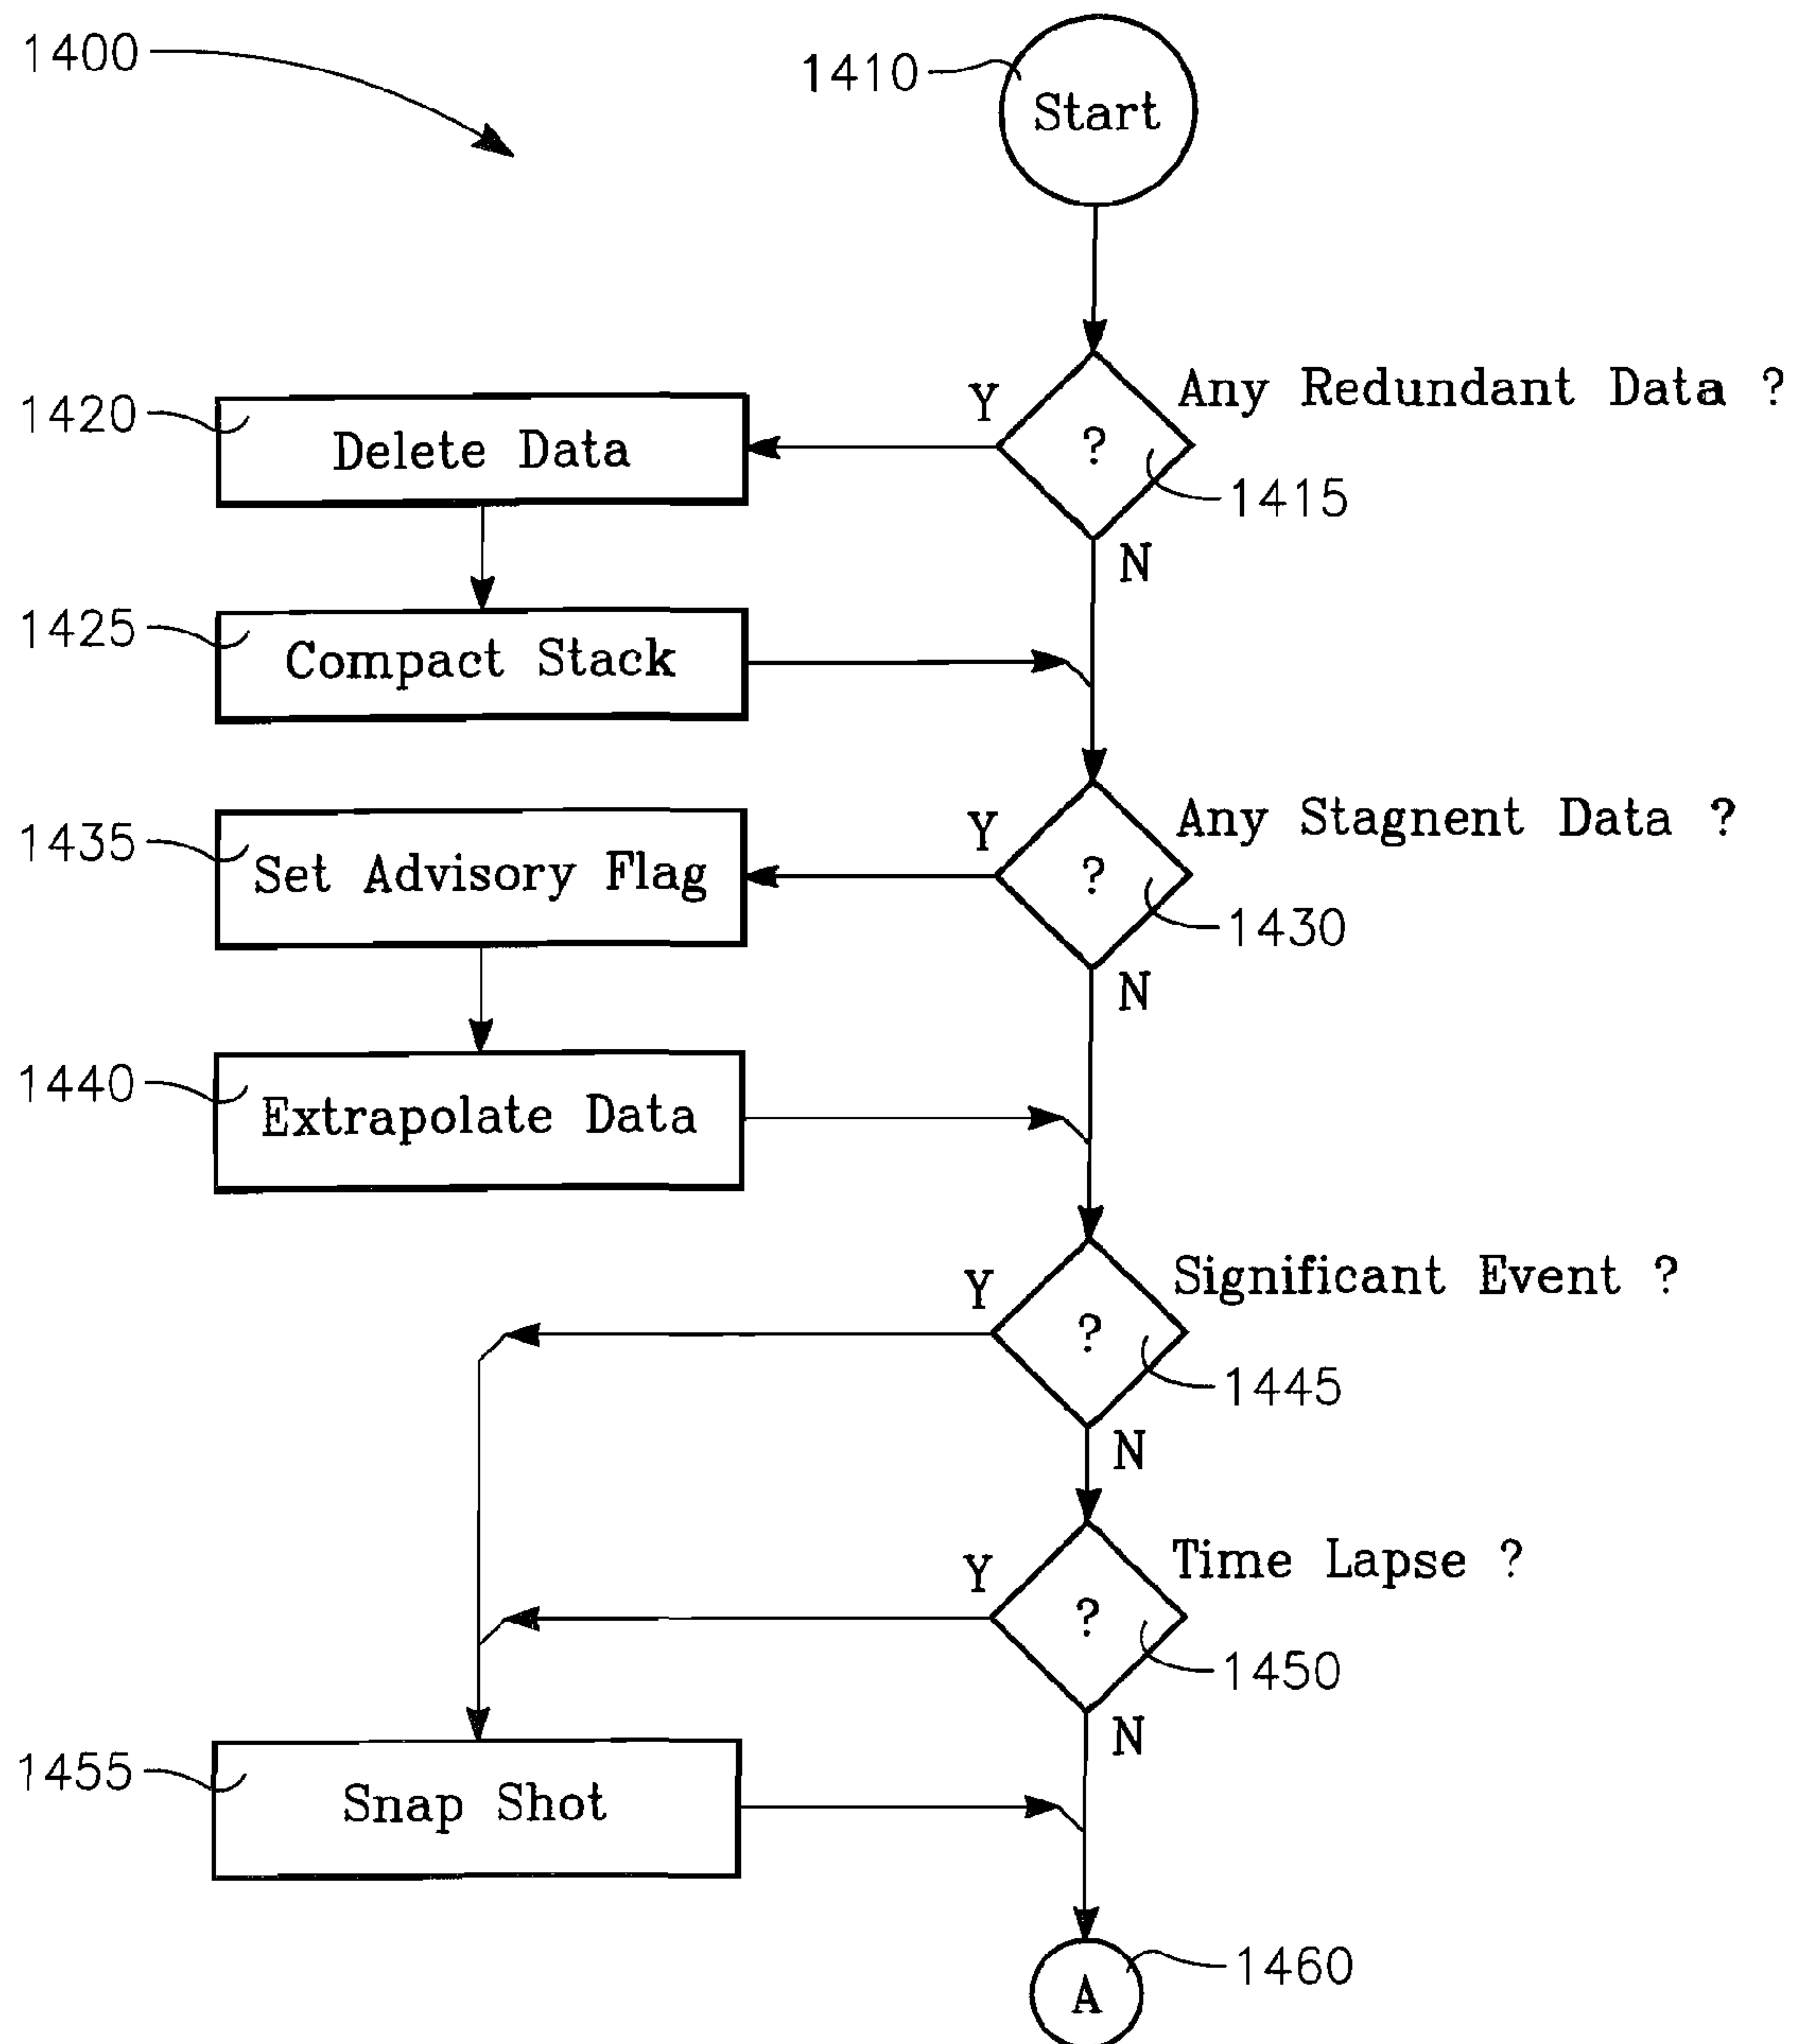 1400
1410
Start
Any Redundant Data ?
Y
?
1415
N
1420
Delete Data
1425
Compact Stack
Any Stagnent Data ?
Y
?
1430
N
1435
Set Advisory Flag
1440
Extrapolate Data
Significant Event ?
Y
?
1445
N
Time Lapse ?
Y
?
1450
N
1455
Snap Shot
1460
A